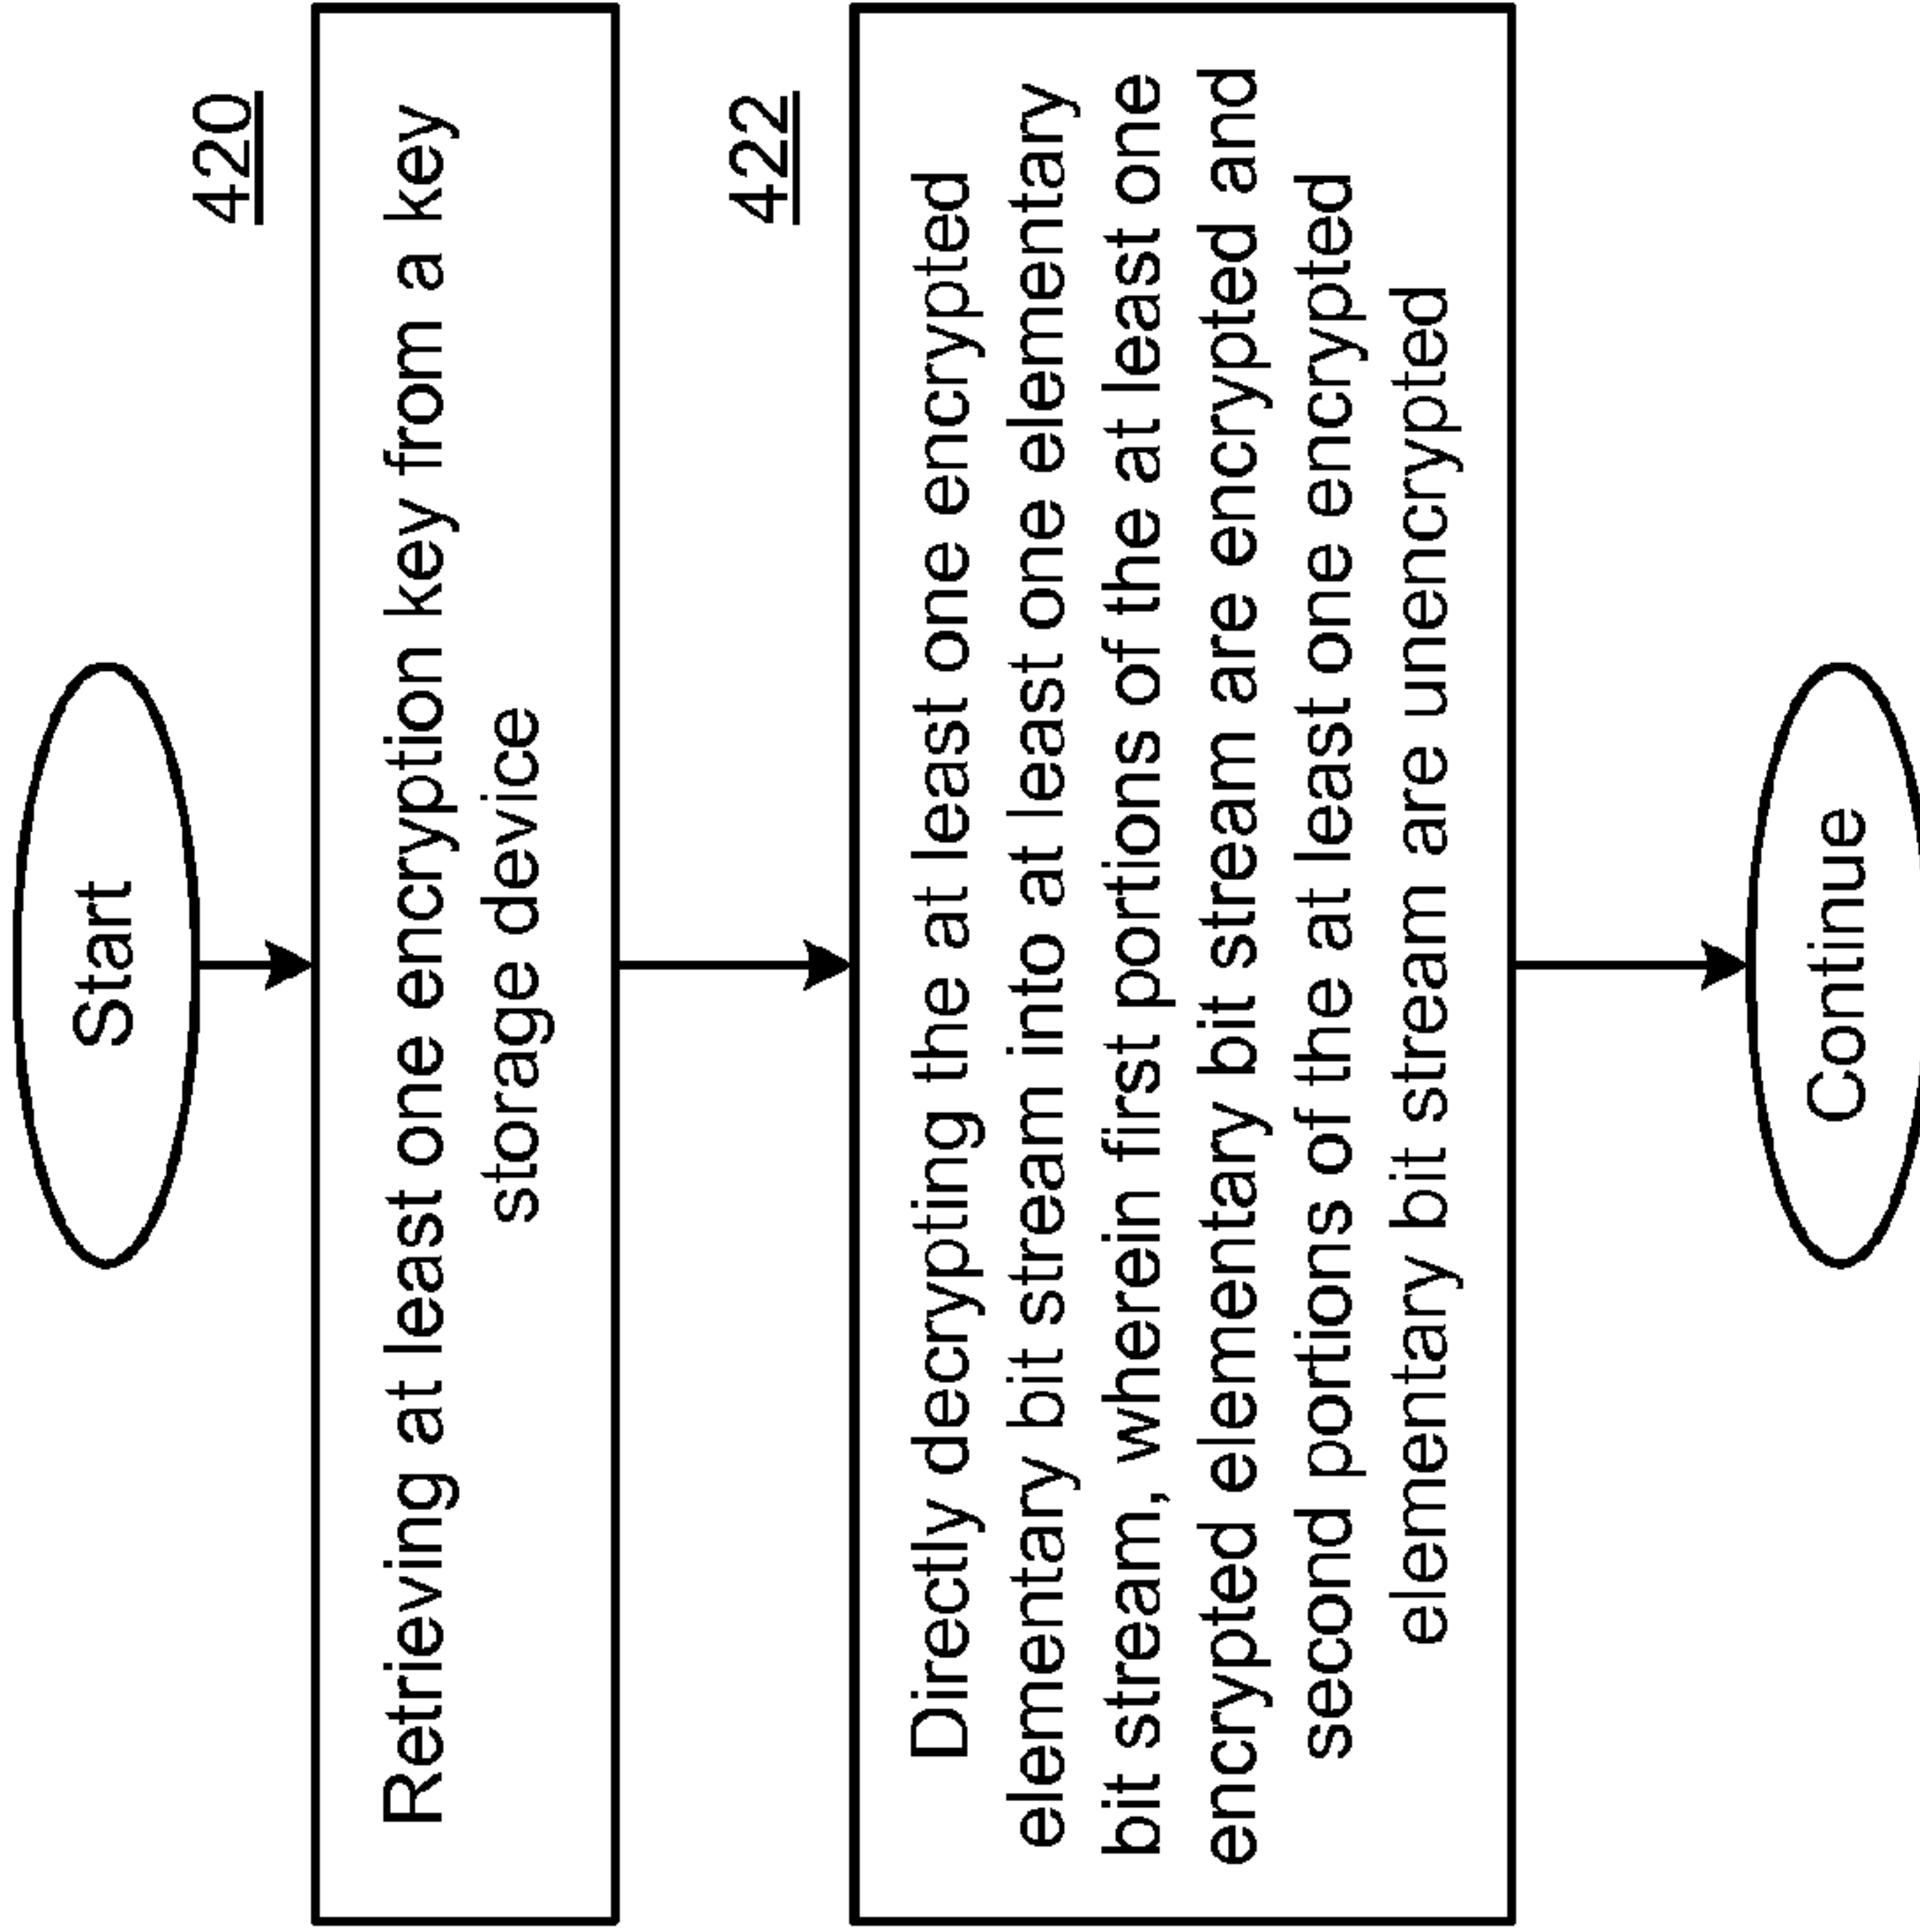 Start
420
Retrieving at least one encryption key from a key
storage device
422
Directly decrypting the at least one encrypted
elementary bit stream into at least one elementary
bit stream, wherein first portions of the at least one
encrypted elementary bit stream are encrypted and
second portions of the at least one encrypted
elementary bit stream are unencrypted
Continue